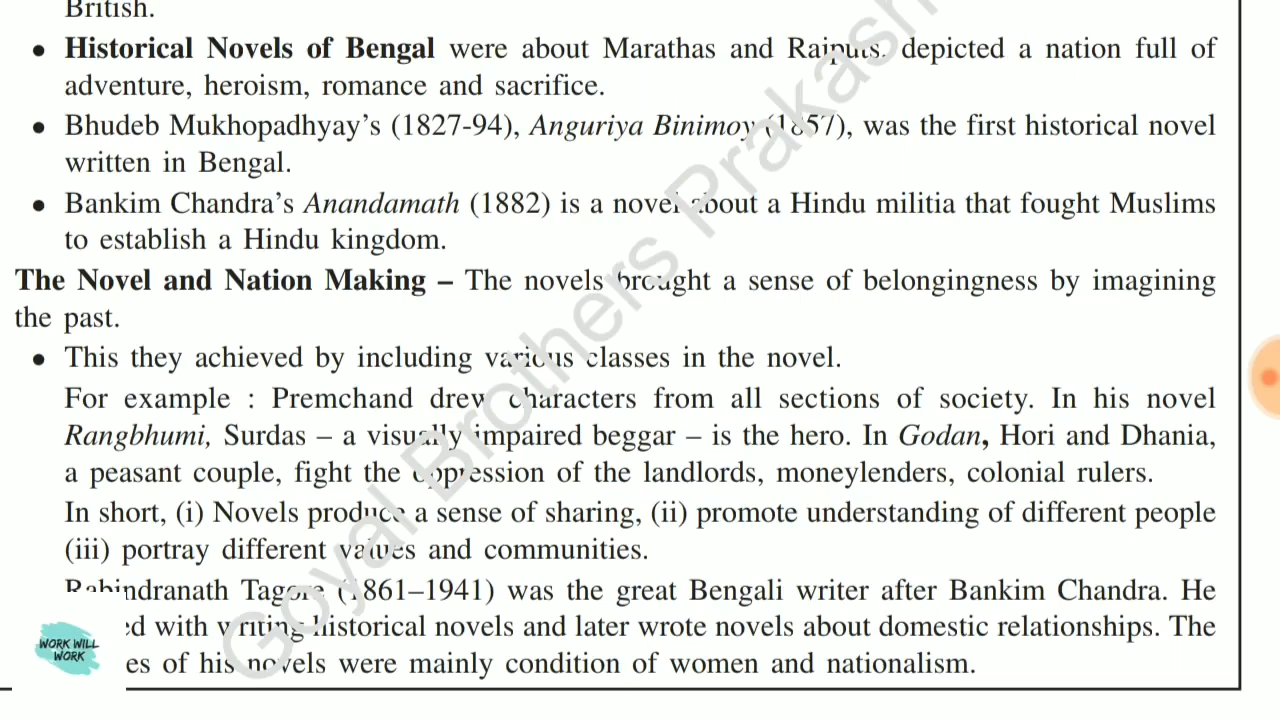 British.
• Historical Novels of Bengal were about Marathas and Rajputs, depicted a nation full of
adventure, heroism, romance and sacrifice.
• Bhudeb Mukhopadhyay's (1827-94), Anguriya Binimoy (1857), was the first historical novel
written in Bengal.
• Bankim Chandra's Anandamath (1882) is a novel about a Hindu militia that fought Muslims
to establish a Hindu kingdom.
The Novel and Nation Making – The novels brought a sense of belongingness by imagining
the past.
• This they achieved by including various classes in the novel.
For example : Premchand drew characters from all sections of society. In his novel
Rangbhumi, Surdas – a visually impaired beggar – is the hero. In Godan, Hori and Dhania,
a peasant couple, fight the oppression of the landlords, moneylenders, colonial rulers.
In short, (i) Novels produce a sense of sharing, (ii) promote understanding of different people
(iii) portray different values and communities.
Rabindranath Tagore (1861–1941) was the great Bengali writer after Bankim Chandra. He
ed with writing historical novels and later wrote novels about domestic relationships. The
es of his novels were mainly condition of women and nationalism.
WORK WILL
WORK
Goyal Brothers Prakash